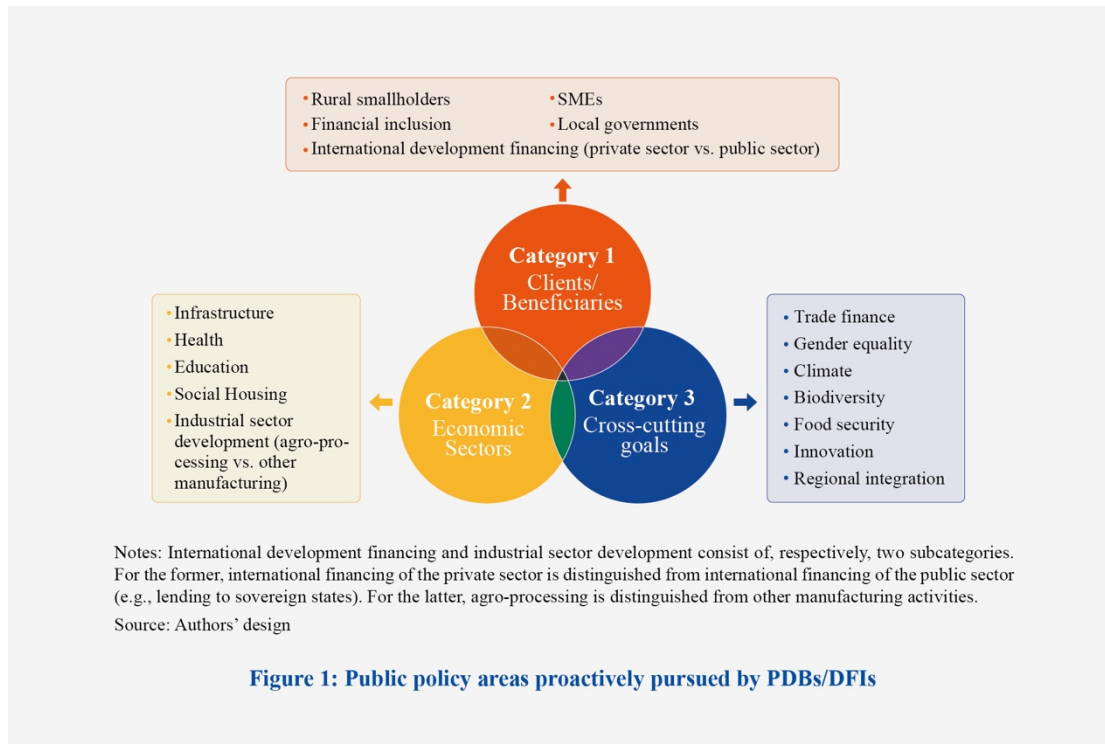 • Rural smallholders
• SMEs
• Financial inclusion
• Local governments
• International development financing (private sector vs. public sector)
Category 1
Clients/
Beneficiaries
• Infrastructure
• Health
• Education
• Social Housing
• Industrial sector
development (agro-pro-
cessing vs. other
manufacturing)
Category 2
Economic
Sectors
Category 3
Cross-cutting
goals
• Trade finance
• Gender equality
• Climate
• Biodiversity
• Food security
• Innovation
• Regional integration
Notes: International development financing and industrial sector development consist of, respectively, two subcategories.
For the former, international financing of the private sector is distinguished from international financing of the public sector
(e.g., lending to sovereign states). For the latter, agro-processing is distinguished from other manufacturing activities.
Source: Authors’ design
Figure 1: Public policy areas proactively pursued by PDBs/DFIs